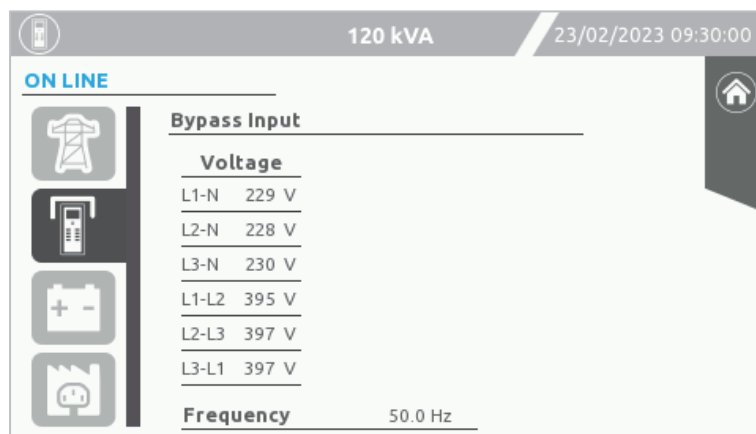 120 kVA 23/02/2023 09:30:00
ON LINE
Bypass Input
Voltage
L1-N 229 V
L2-N 228 V
L3-N 230 V
L1-L2 395 V
L2-L3 397 V
L3-L1 397 V
Frequency 50.0 Hz